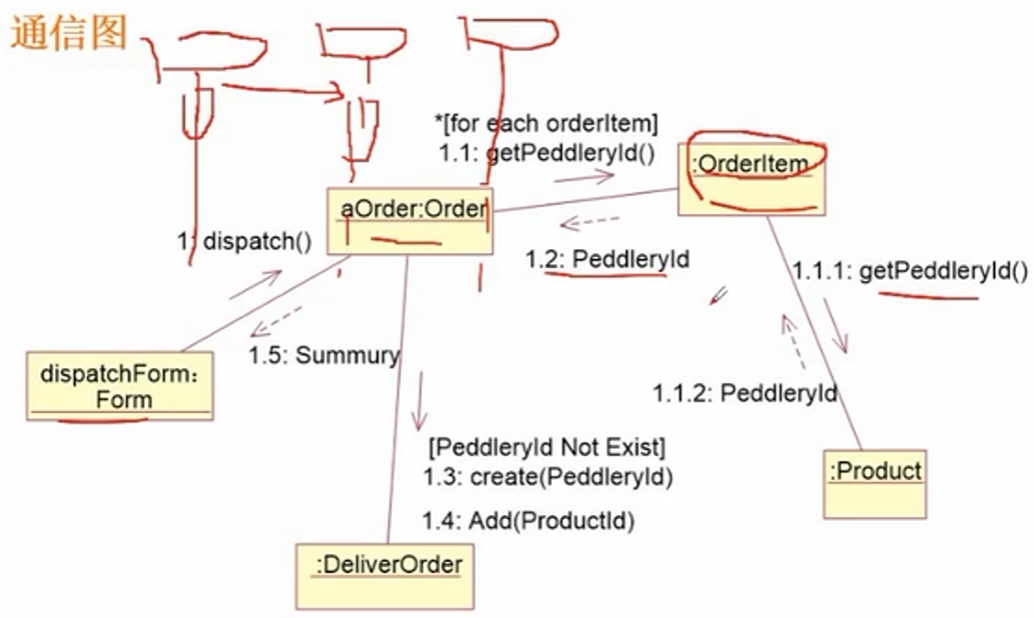 通信图
*[for each orderItem]
1.1: getPeddleryId()
:OrderItem
aOrder:Order
1: dispatch()
1.2: PeddleryId
1.1.1: getPeddleryId()
1.5: Summury
dispatchForm:
Form
1.1.2: PeddleryId
[PeddleryId Not Exist]
1.3: create(PeddleryId)
:Product
1.4: Add(ProductId)
:DeliverOrder